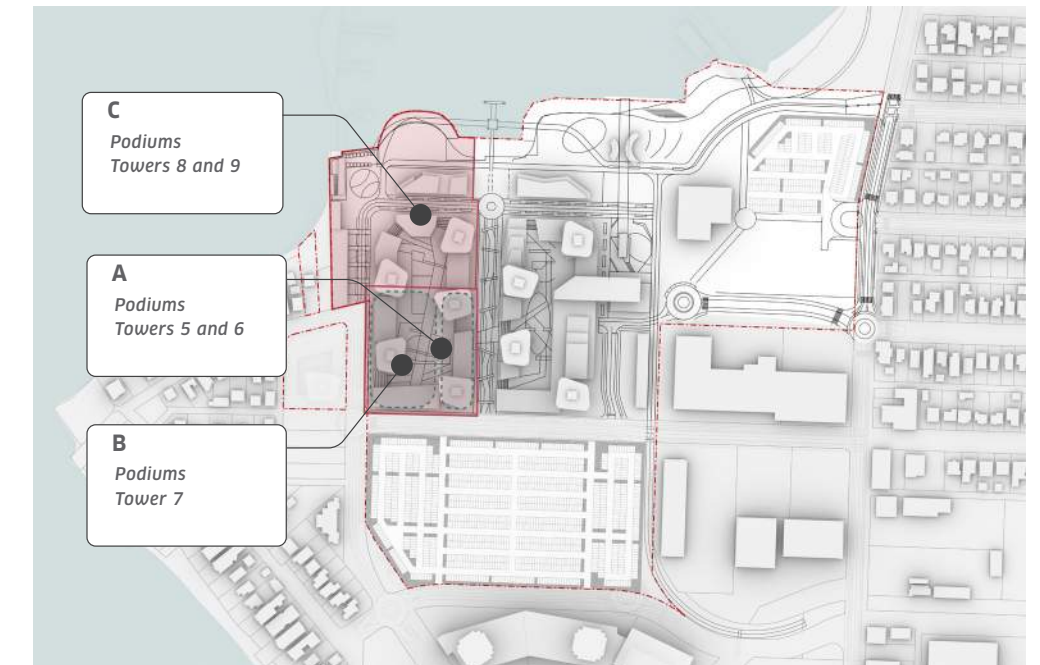 C
Podiums
Towers 8 and 9
A
Podiums
Towers 5 and 6
B
Podiums
Tower 7